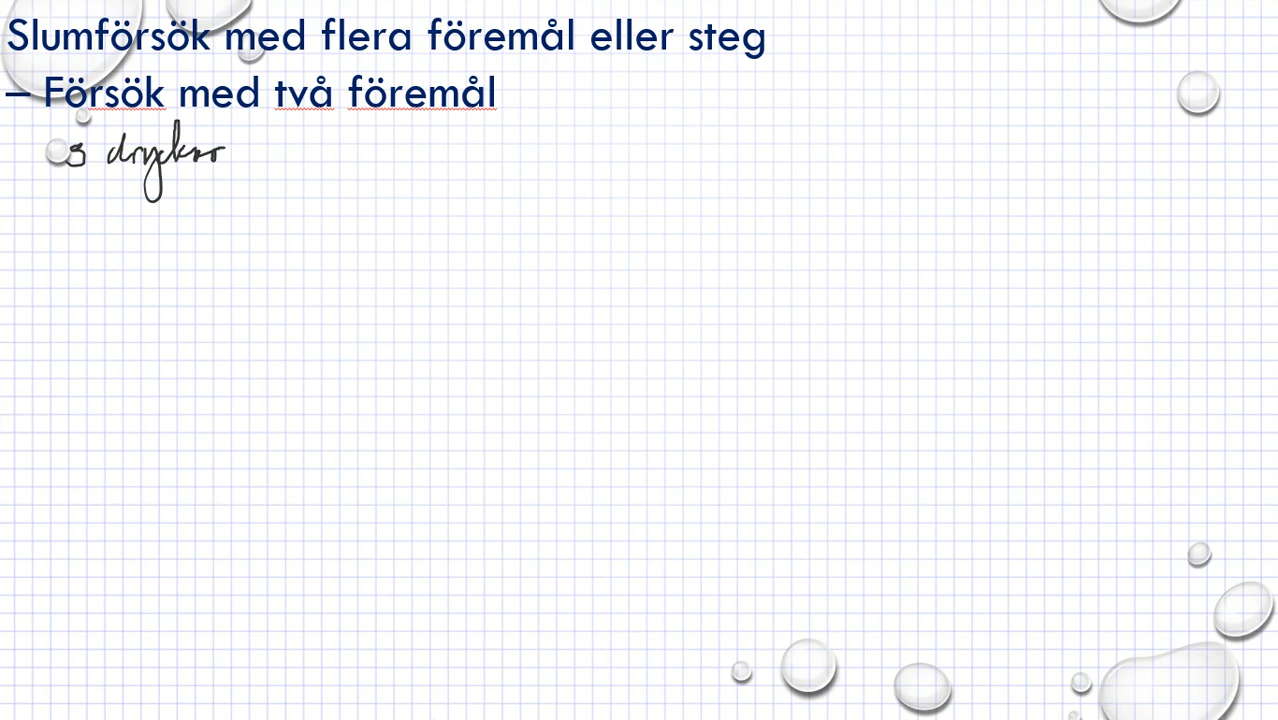 Slumförsök med flera föremål eller steg
– Försök med två föremål
3 drycker